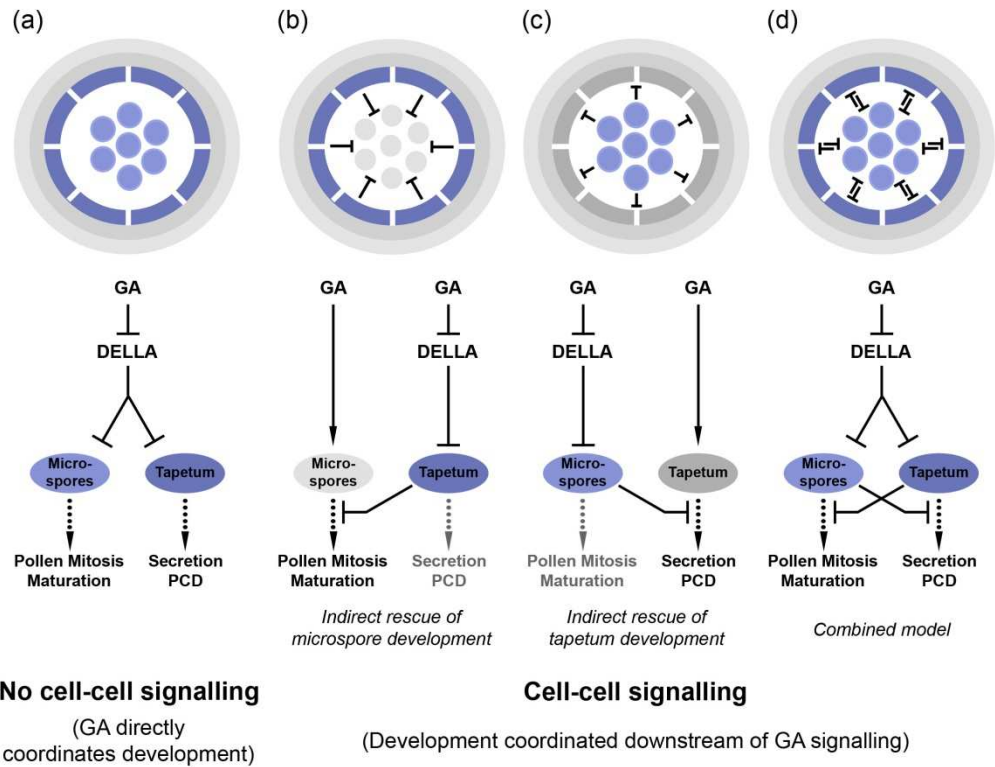 (a)
(b)
(c)
(d)
GA
GA
GA
GA
GA
GA
DELLA
DELLA
DELLA
DELLA
Micro-
spores
Tapetum
Micro-
spores
Tapetum
Micro-
spores
Tapetum
Micro-
spores
Tapetum
Pollen Mitosis
Maturation
Secretion
PCD
Pollen Mitosis
Maturation
Secretion
PCD
Pollen Mitosis
Maturation
Secretion
PCD
Pollen Mitosis
Maturation
Secretion
PCD
Indirect rescue of
microspore development
Indirect rescue of
tapetum development
Combined model
No cell-cell signalling
(GA directly
coordinates development)
Cell-cell signalling
(Development coordinated downstream of GA signalling)